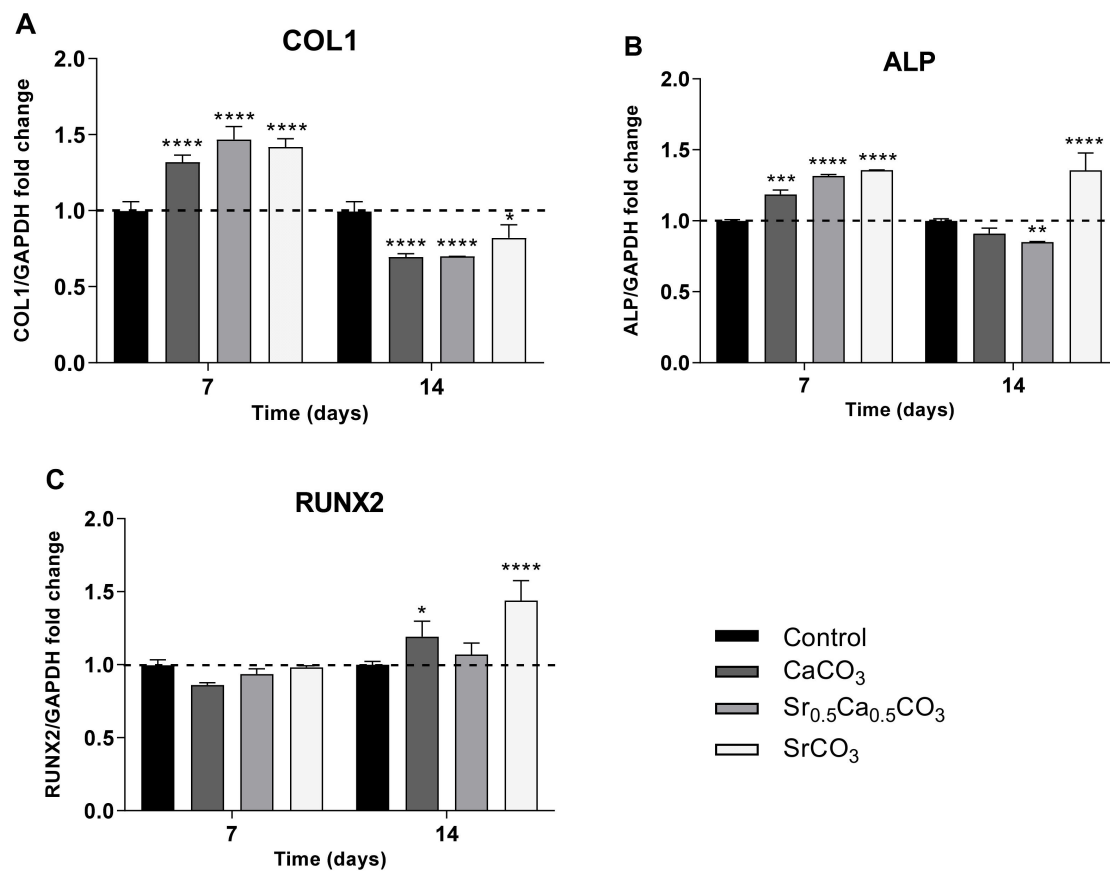 A
COL1
COL1/GAPDH fold change
2.0
1.5
1.0
0.5
0.0
****
****
****
****
****
*
7
14
Time (days)
B
ALP
ALP/GAPDH fold change
2.0
1.5
1.0
0.5
0.0
***
****
****
**
****
7
14
Time (days)
C
RUNX2
RUNX2/GAPDH fold change
2.0
1.5
1.0
0.5
0.0
*
****
7
14
Time (days)
Control
CaCO3
Sr0.5Ca0.5CO3
SrCO3